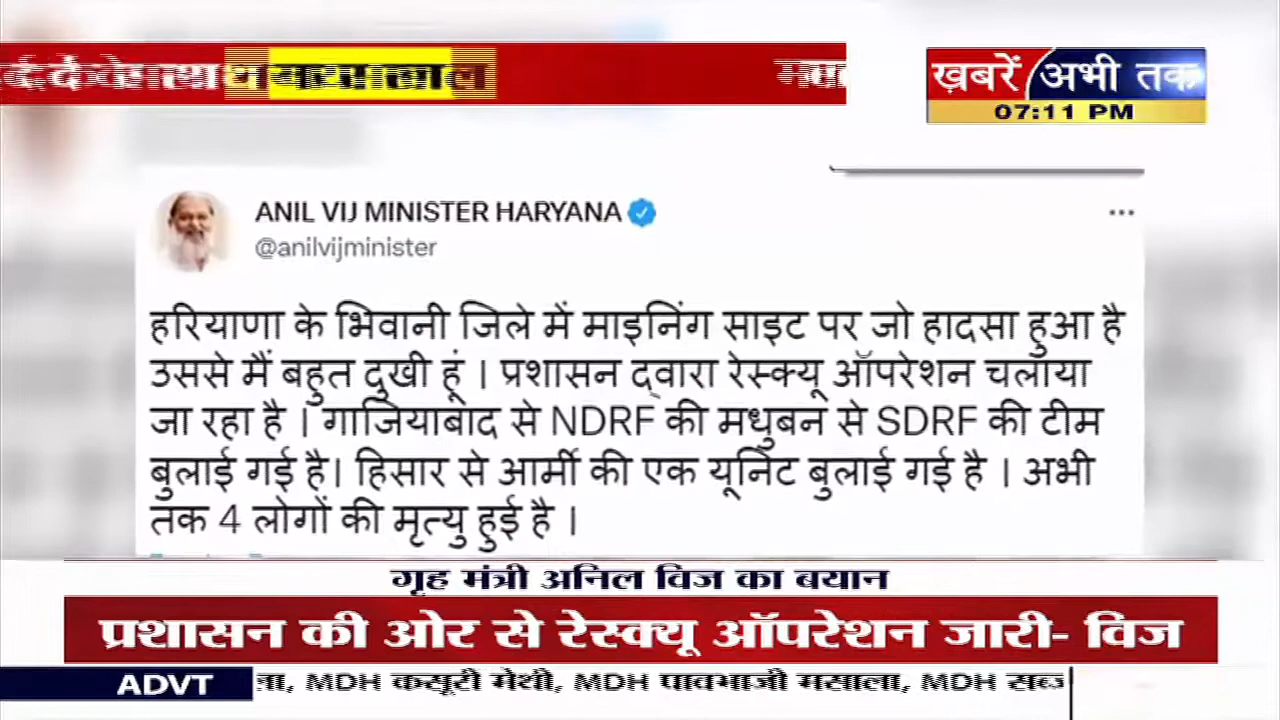 ख़बरें अभी तक
07:11 PM
ANIL VIJ MINISTER HARYANA
@anilvijminister
हरियाणा के भिवानी जिले में माइनिंग साइट पर जो हादसा हुआ है
उससे मैं बहुत दुखी हूं । प्रशासन द्वारा रेस्क्यू ऑपरेशन चलाया
जा रहा है । गाजियाबाद से NDRF की मधुबन से SDRF की टीम
बुलाई गई है। हिसार से आर्मी की एक यूनिट बुलाई गई है । अभी
तक 4 लोगों की मृत्यु हुई है ।
गृह मंत्री अनिल विज का बयान
प्रशासन की ओर से रेस्क्यू ऑपरेशन जारी- विज
ADVT MDH कसूरी मेथी, MDH पावभाजी मसाला, MDH